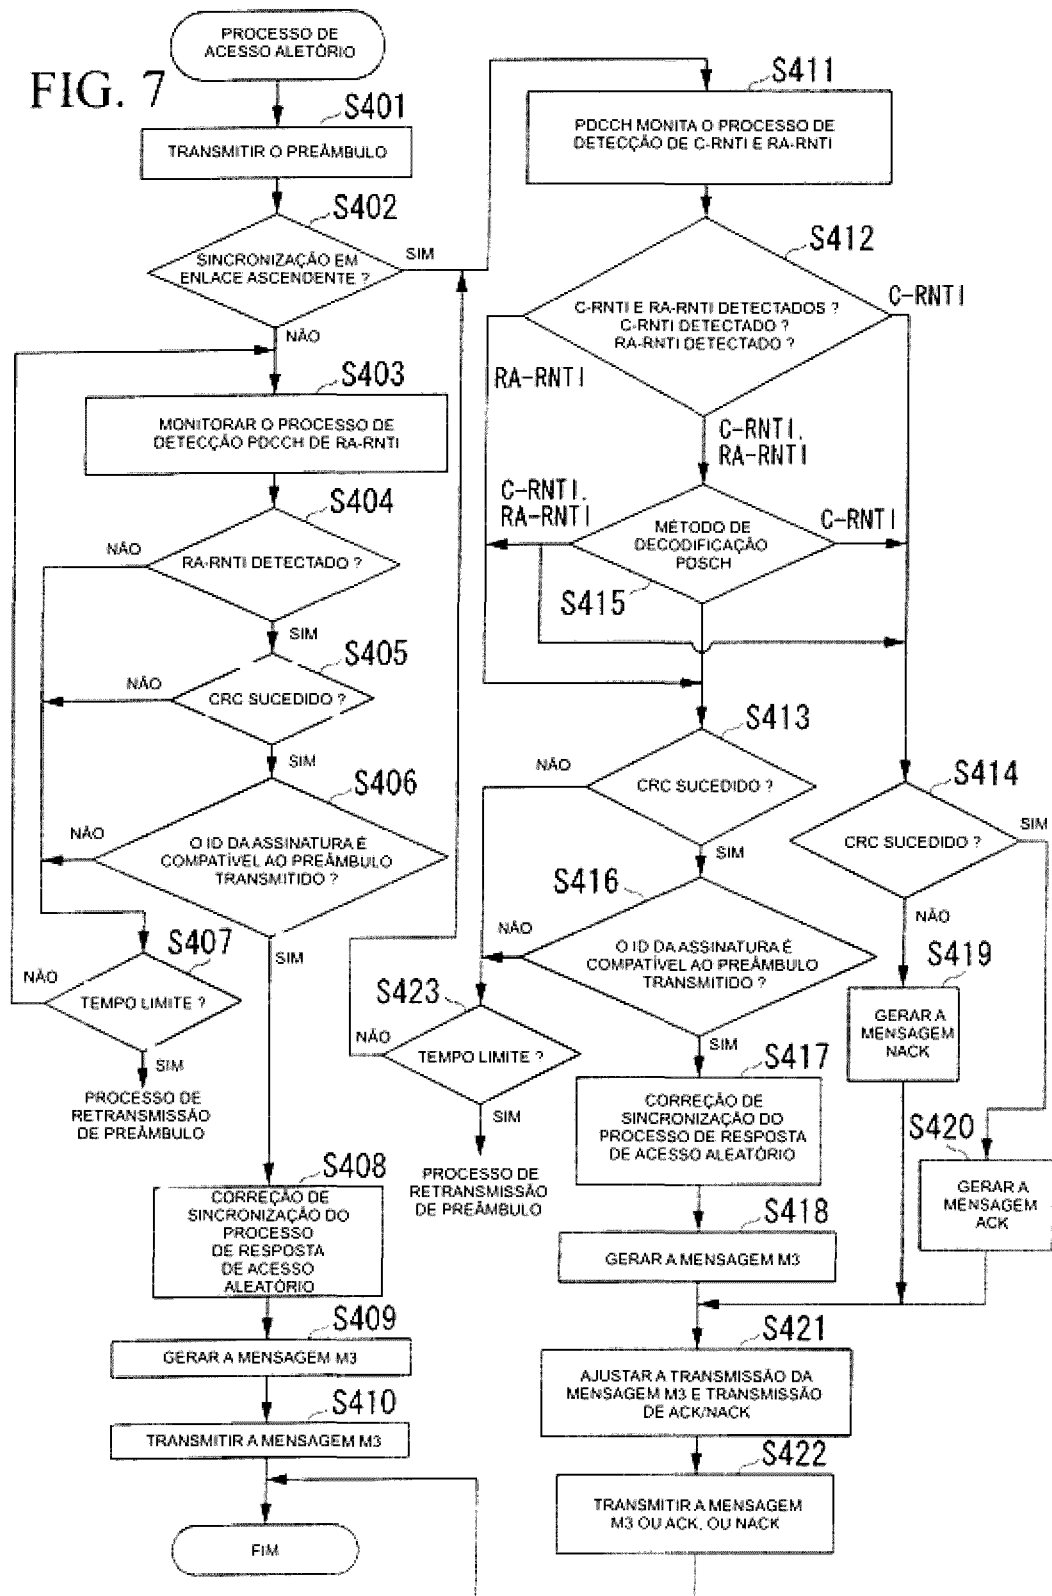 FIG. 7
PROCESSO DE
ACESSO ALETÓRIO
S401
TRANSMITIR O PREÂMBULO
S402
SINCRONIZAÇÃO EM
ENLACE ASCENDENTE ?
SIM
NÃO
S403
MONITORAR O PROCESSO DE
DETECÇÃO PDCCH DE RA-RNTI
S404
RA-RNTI DETECTADO ?
NÃO
SIM
S405
CRC SUCEDIDO ?
NÃO
SIM
S406
O ID DA ASSINATURA É
COMPATÍVEL AO PREÂMBULO
TRANSMITIDO ?
NÃO
SIM
S407
TEMPO LIMITE ?
NÃO
SIM
PROCESSO DE
RETRANSMISSÃO
DE PREÂMBULO
S408
CORREÇÃO DE
SINCRONIZAÇÃO DO
PROCESSO
DE RESPOSTA
DE ACESSO
ALEATÓRIO
S409
GERAR A MENSAGEM M3
S410
TRANSMITIR A MENSAGEM M3
FIM
S411
PDCCH MONITA O PROCESSO DE
DETECÇÃO DE C-RNTI E RA-RNTI
S412
C-RNTI E RA-RNTI DETECTADOS ?
C-RNTI DETECTADO ?
RA-RNTI DETECTADO ?
C-RNTI
RA-RNTI
C-RNTI.
RA-RNTI
C-RNTI.
RA-RNTI
MÉTODO DE
DECODIFICAÇÃO
PDSCH
C-RNTI
S415
S413
CRC SUCEDIDO ?
NÃO
SIM
S414
CRC SUCEDIDO ?
SIM
NÃO
S416
O ID DA ASSINATURA É
COMPATÍVEL AO PREÂMBULO
TRANSMITIDO ?
NÃO
SIM
S423
TEMPO LIMITE ?
NÃO
SIM
PROCESSO DE
RETRANSMISSÃO
DE PREÂMBULO
S417
CORREÇÃO DE
SINCRONIZAÇÃO DO
PROCESSO DE RESPOSTA
DE ACESSO ALEATÓRIO
S418
GERAR A MENSAGEM M3
S419
GERAR A
MENSAGEM
NACK
S420
GERAR A
MENSAGEM
ACK
S421
AJUSTAR A TRANSMISSÃO DA
MENSAGEM M3 E TRANSMISSÃO
DE ACK/NACK
S422
TRANSMITIR A MENSAGEM
M3 OU ACK, OU NACK